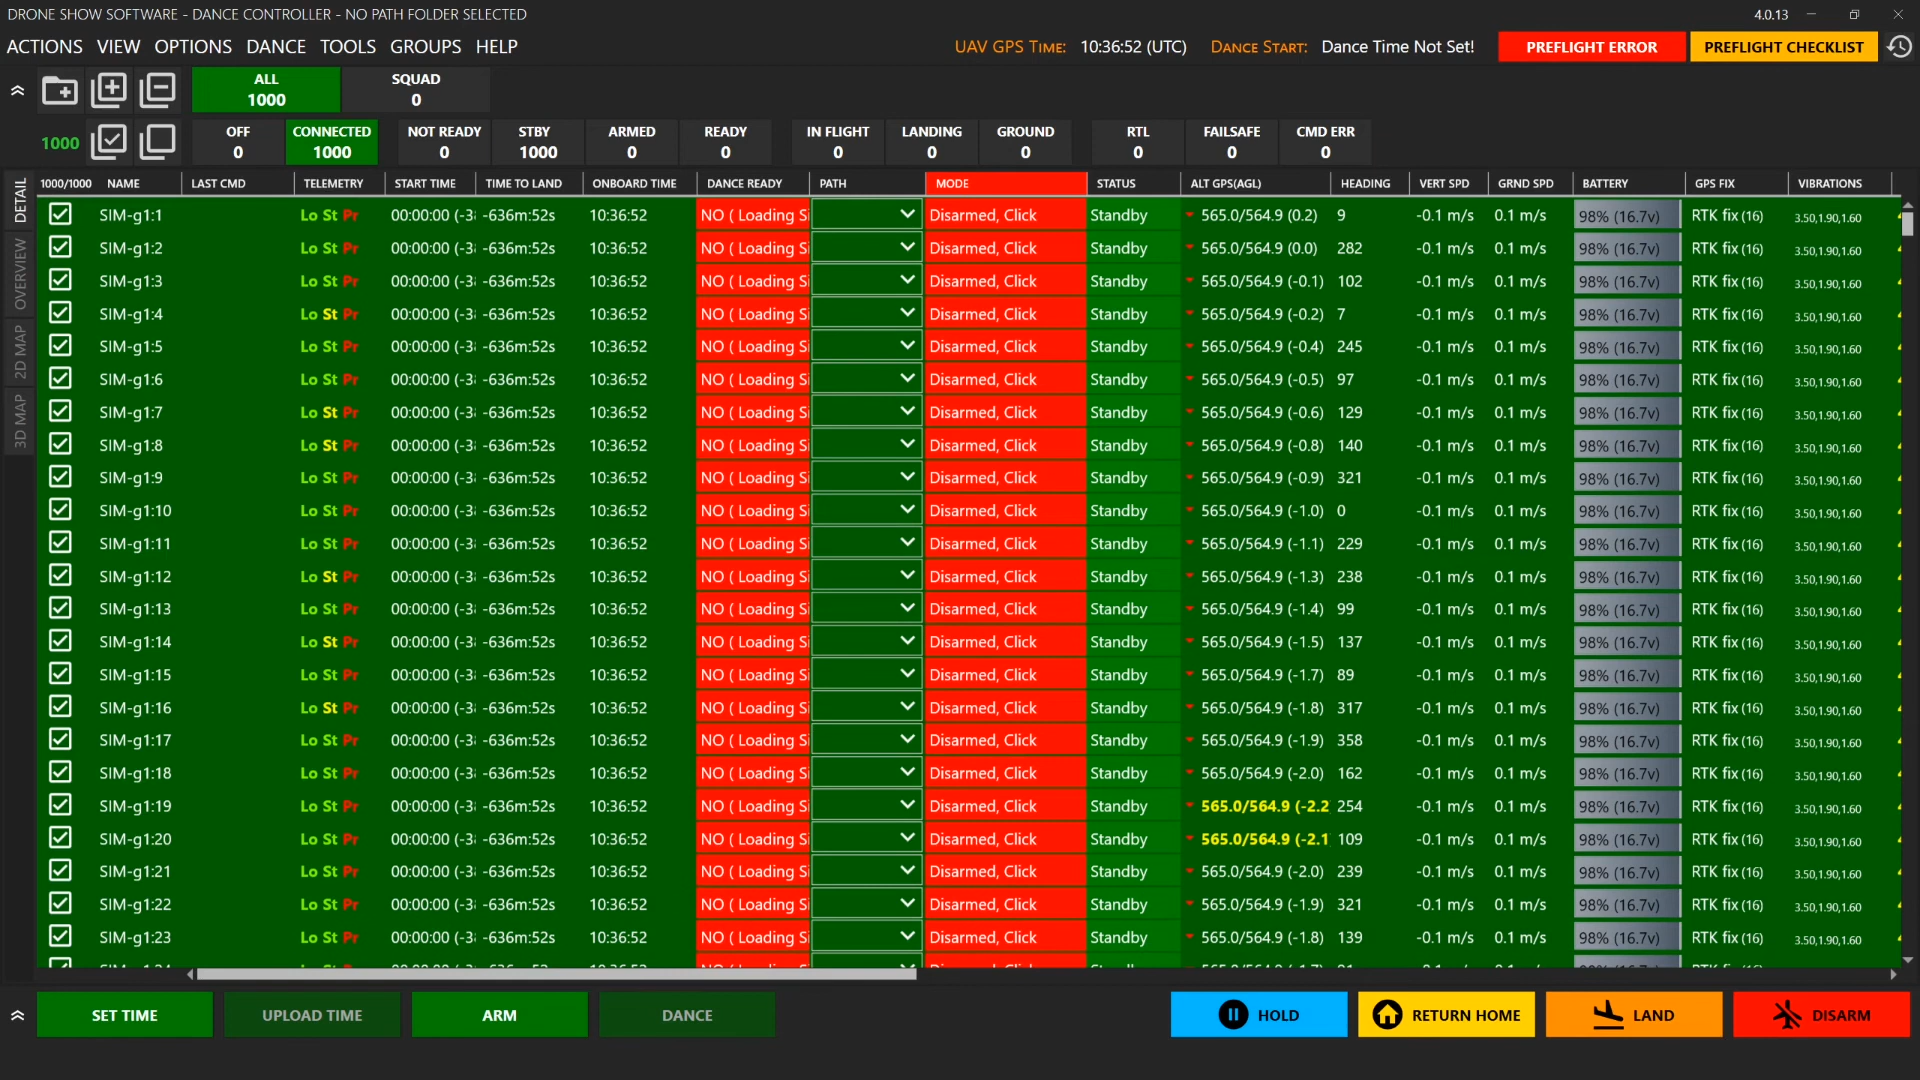 DRONE SHOW SOFTWARE - DANCE CONTROLLER - NO PATH FOLDER SELECTED 4.0.13
ACTIONS VIEW OPTIONS DANCE TOOLS GROUPS HELP UAV GPS TIME: 10:36:52 (UTC) DANCE START: Dance Time Not Set! PREFLIGHT ERROR PREFLIGHT CHECKLIST
ALL SQUAD
1000 0
OFF CONNECTED NOT READY STBY ARMED READY IN FLIGHT LANDING GROUND RTL FAILSAFE CMD ERR
1000 0 1000 0 1000 0 0 0 0 0 0 0 0
DETAIL
OVERVIEW
2D MAP
3D MAP
1000/1000 NAME LAST CMD TELEMETRY START TIME TIME TO LAND ONBOARD TIME DANCE READY PATH MODE STATUS ALT GPS(AGL) HEADING VERT SPD GRND SPD BATTERY GPS FIX VIBRATIONS
SIM-g1:1 Lo St Pr 00:00:00 (-3 -636m:52s 10:36:52 NO ( Loading Si Disarmed, Click Standby 565.0/564.9 (0.2) 9 -0.1 m/s 0.1 m/s 98% (16.7v) RTK fix (16) 3.50,1.90,1.60
SIM-g1:2 Lo St Pr 00:00:00 (-3 -636m:52s 10:36:52 NO ( Loading Si Disarmed, Click Standby 565.0/564.9 (0.0) 282 -0.1 m/s 0.1 m/s 98% (16.7v) RTK fix (16) 3.50,1.90,1.60
SIM-g1:3 Lo St Pr 00:00:00 (-3 -636m:52s 10:36:52 NO ( Loading Si Disarmed, Click Standby 565.0/564.9 (-0.1) 102 -0.1 m/s 0.1 m/s 98% (16.7v) RTK fix (16) 3.50,1.90,1.60
SIM-g1:4 Lo St Pr 00:00:00 (-3 -636m:52s 10:36:52 NO ( Loading Si Disarmed, Click Standby 565.0/564.9 (-0.2) 7 -0.1 m/s 0.1 m/s 98% (16.7v) RTK fix (16) 3.50,1.90,1.60
SIM-g1:5 Lo St Pr 00:00:00 (-3 -636m:52s 10:36:52 NO ( Loading Si Disarmed, Click Standby 565.0/564.9 (-0.4) 245 -0.1 m/s 0.1 m/s 98% (16.7v) RTK fix (16) 3.50,1.90,1.60
SIM-g1:6 Lo St Pr 00:00:00 (-3 -636m:52s 10:36:52 NO ( Loading Si Disarmed, Click Standby 565.0/564.9 (-0.5) 97 -0.1 m/s 0.1 m/s 98% (16.7v) RTK fix (16) 3.50,1.90,1.60
SIM-g1:7 Lo St Pr 00:00:00 (-3 -636m:52s 10:36:52 NO ( Loading Si Disarmed, Click Standby 565.0/564.9 (-0.6) 129 -0.1 m/s 0.1 m/s 98% (16.7v) RTK fix (16) 3.50,1.90,1.60
SIM-g1:8 Lo St Pr 00:00:00 (-3 -636m:52s 10:36:52 NO ( Loading Si Disarmed, Click Standby 565.0/564.9 (-0.8) 140 -0.1 m/s 0.1 m/s 98% (16.7v) RTK fix (16) 3.50,1.90,1.60
SIM-g1:9 Lo St Pr 00:00:00 (-3 -636m:52s 10:36:52 NO ( Loading Si Disarmed, Click Standby 565.0/564.9 (-0.9) 321 -0.1 m/s 0.1 m/s 98% (16.7v) RTK fix (16) 3.50,1.90,1.60
SIM-g1:10 Lo St Pr 00:00:00 (-3 -636m:52s 10:36:52 NO ( Loading Si Disarmed, Click Standby 565.0/564.9 (-1.0) 0 -0.1 m/s 0.1 m/s 98% (16.7v) RTK fix (16) 3.50,1.90,1.60
SIM-g1:11 Lo St Pr 00:00:00 (-3 -636m:52s 10:36:52 NO ( Loading Si Disarmed, Click Standby 565.0/564.9 (-1.1) 229 -0.1 m/s 0.1 m/s 98% (16.7v) RTK fix (16) 3.50,1.90,1.60
SIM-g1:12 Lo St Pr 00:00:00 (-3 -636m:52s 10:36:52 NO ( Loading Si Disarmed, Click Standby 565.0/564.9 (-1.3) 238 -0.1 m/s 0.1 m/s 98% (16.7v) RTK fix (16) 3.50,1.90,1.60
SIM-g1:13 Lo St Pr 00:00:00 (-3 -636m:52s 10:36:52 NO ( Loading Si Disarmed, Click Standby 565.0/564.9 (-1.4) 99 -0.1 m/s 0.1 m/s 98% (16.7v) RTK fix (16) 3.50,1.90,1.60
SIM-g1:14 Lo St Pr 00:00:00 (-3 -636m:52s 10:36:52 NO ( Loading Si Disarmed, Click Standby 565.0/564.9 (-1.5) 137 -0.1 m/s 0.1 m/s 98% (16.7v) RTK fix (16) 3.50,1.90,1.60
SIM-g1:15 Lo St Pr 00:00:00 (-3 -636m:52s 10:36:52 NO ( Loading Si Disarmed, Click Standby 565.0/564.9 (-1.7) 89 -0.1 m/s 0.1 m/s 98% (16.7v) RTK fix (16) 3.50,1.90,1.60
SIM-g1:16 Lo St Pr 00:00:00 (-3 -636m:52s 10:36:52 NO ( Loading Si Disarmed, Click Standby 565.0/564.9 (-1.8) 317 -0.1 m/s 0.1 m/s 98% (16.7v) RTK fix (16) 3.50,1.90,1.60
SIM-g1:17 Lo St Pr 00:00:00 (-3 -636m:52s 10:36:52 NO ( Loading Si Disarmed, Click Standby 565.0/564.9 (-1.9) 358 -0.1 m/s 0.1 m/s 98% (16.7v) RTK fix (16) 3.50,1.90,1.60
SIM-g1:18 Lo St Pr 00:00:00 (-3 -636m:52s 10:36:52 NO ( Loading Si Disarmed, Click Standby 565.0/564.9 (-2.0) 162 -0.1 m/s 0.1 m/s 98% (16.7v) RTK fix (16) 3.50,1.90,1.60
SIM-g1:19 Lo St Pr 00:00:00 (-3 -636m:52s 10:36:52 NO ( Loading Si Disarmed, Click Standby 565.0/564.9 (-2.2 254 -0.1 m/s 0.1 m/s 98% (16.7v) RTK fix (16) 3.50,1.90,1.60
SIM-g1:20 Lo St Pr 00:00:00 (-3 -636m:52s 10:36:52 NO ( Loading Si Disarmed, Click Standby 565.0/564.9 (-2.1 109 -0.1 m/s 0.1 m/s 98% (16.7v) RTK fix (16) 3.50,1.90,1.60
SIM-g1:21 Lo St Pr 00:00:00 (-3 -636m:52s 10:36:52 NO ( Loading Si Disarmed, Click Standby 565.0/564.9 (-2.0) 239 -0.1 m/s 0.1 m/s 98% (16.7v) RTK fix (16) 3.50,1.90,1.60
SIM-g1:22 Lo St Pr 00:00:00 (-3 -636m:52s 10:36:52 NO ( Loading Si Disarmed, Click Standby 565.0/564.9 (-1.9) 321 -0.1 m/s 0.1 m/s 98% (16.7v) RTK fix (16) 3.50,1.90,1.60
SIM-g1:23 Lo St Pr 00:00:00 (-3 -636m:52s 10:36:52 NO ( Loading Si Disarmed, Click Standby 565.0/564.9 (-1.8) 139 -0.1 m/s 0.1 m/s 98% (16.7v) RTK fix (16) 3.50,1.90,1.60
SET TIME UPLOAD TIME ARM DANCE HOLD RETURN HOME LAND DISARM